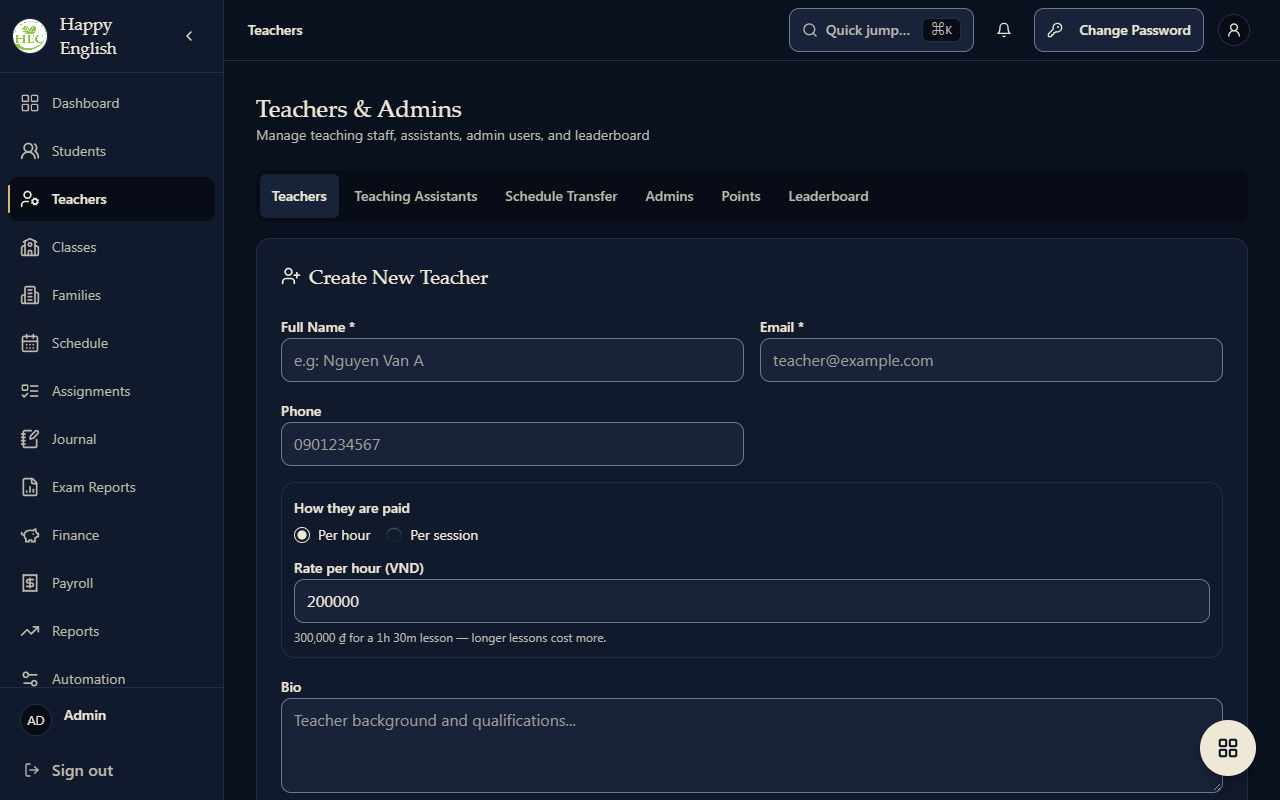 HEC
Happy
English
Dashboard
Students
Teachers
Classes
Families
Schedule
Assignments
Journal
Exam Reports
Finance
Payroll
Reports
Automation
AD
Admin
Sign out
Teachers
Quick jump...
⌘K
Change Password
Teachers & Admins
Manage teaching staff, assistants, admin users, and leaderboard
Teachers
Teaching Assistants
Schedule Transfer
Admins
Points
Leaderboard
Create New Teacher
Full Name *
e.g: Nguyen Van A
Email *
teacher@example.com
Phone
0901234567
How they are paid
Per hour
Per session
Rate per hour (VND)
200000
300,000 ₫ for a 1h 30m lesson — longer lessons cost more.
Bio
Teacher background and qualifications...